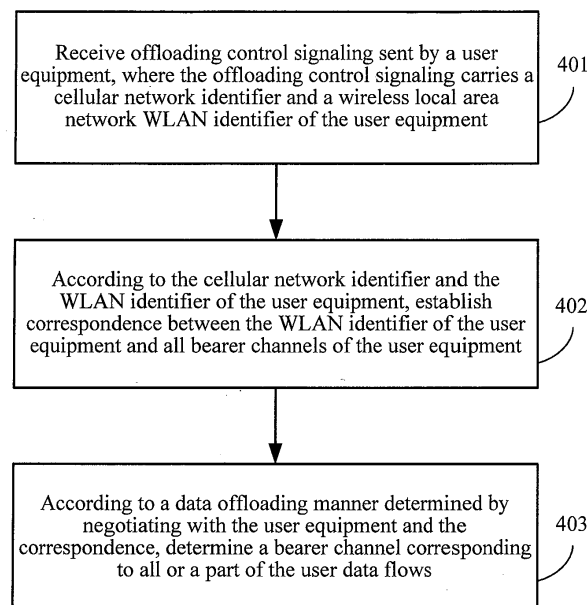 Receive offloading control signaling sent by a user
equipment, where the offloading control signaling carries a
cellular network identifier and a wireless local area
network WLAN identifier of the user equipment
401
According to the cellular network identifier and the
WLAN identifier of the user equipment, establish
correspondence between the WLAN identifier of the user
equipment and all bearer channels of the user equipment
402
According to a data offloading manner determined by
negotiating with the user equipment and the
correspondence, determine a bearer channel corresponding
to all or a part of the user data flows
403